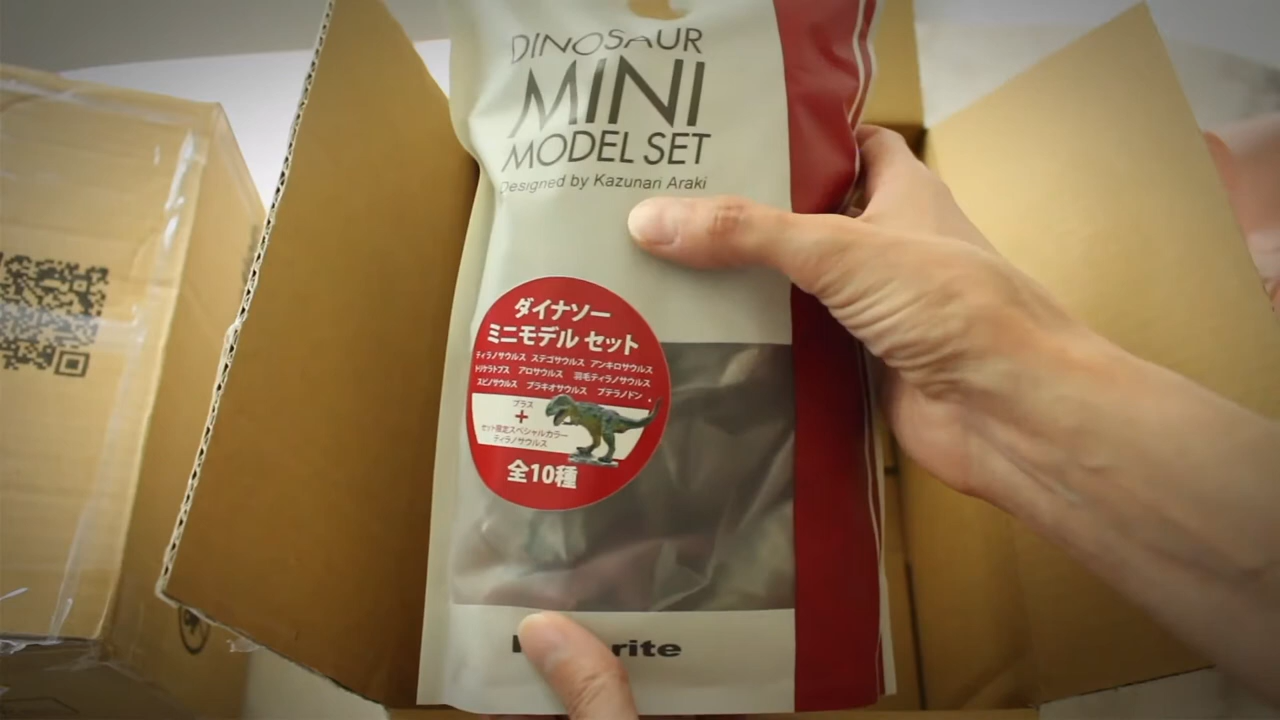 DINOSAUR
MINI
MODEL SET
Designed by Kazunari Araki
ダイナソー
ミニモデル セット
ティラノサウルス ステゴサウルス アンキロサウルス
トリケラトプス アロサウルス 羽毛ティラノサウルス
スピノサウルス ブラキオサウルス プテラノドン
プラス
+
セット限定スペシャルカラー
ティラノサウルス
全10種